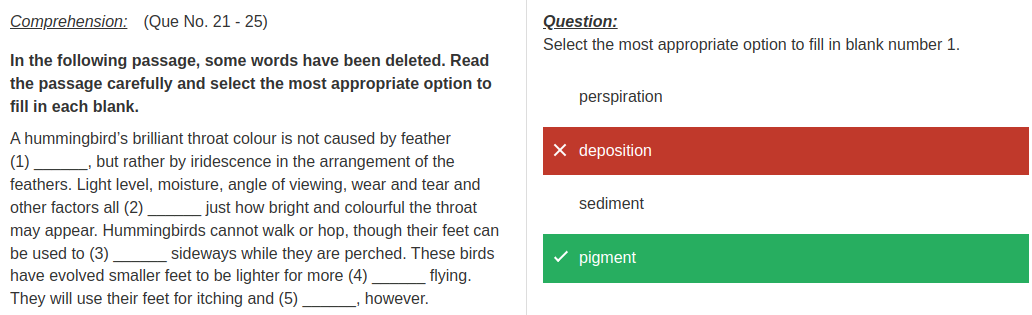 Comprehension: (Que No. 21 - 25)
In the following passage, some words have been deleted. Read
the passage carefully and select the most appropriate option to
fill in each blank.
A hummingbird’s brilliant throat colour is not caused by feather
(1) ______, but rather by iridescence in the arrangement of the
feathers. Light level, moisture, angle of viewing, wear and tear and
other factors all (2) ______ just how bright and colourful the throat
may appear. Hummingbirds cannot walk or hop, though their feet can
be used to (3) ______ sideways while they are perched. These birds
have evolved smaller feet to be lighter for more (4) ______ flying.
They will use their feet for itching and (5) ______, however.
Question:
Select the most appropriate option to fill in blank number 1.
perspiration
deposition
sediment
pigment